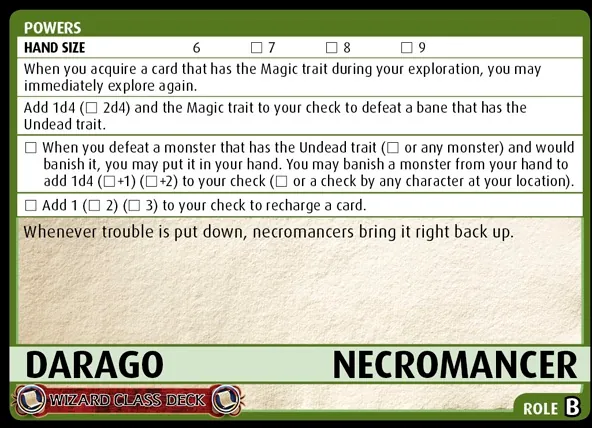 POWERS
HAND SIZE 6 □ 7 □ 8 □ 9
When you acquire a card that has the Magic trait during your exploration, you may
immediately explore again.
Add 1d4 (□ 2d4) and the Magic trait to your check to defeat a bane that has the
Undead trait.
□ When you defeat a monster that has the Undead trait (□ or any monster) and would
banish it, you may put it in your hand. You may banish a monster from your hand to
add 1d4 (□+1) (□+2) to your check (□ or a check by any character at your location).
□ Add 1 (□ 2) (□ 3) to your check to recharge a card.
Whenever trouble is put down, necromancers bring it right back up.
DARAGO NECROMANCER
WIZARD CLASS DECK
ROLE B